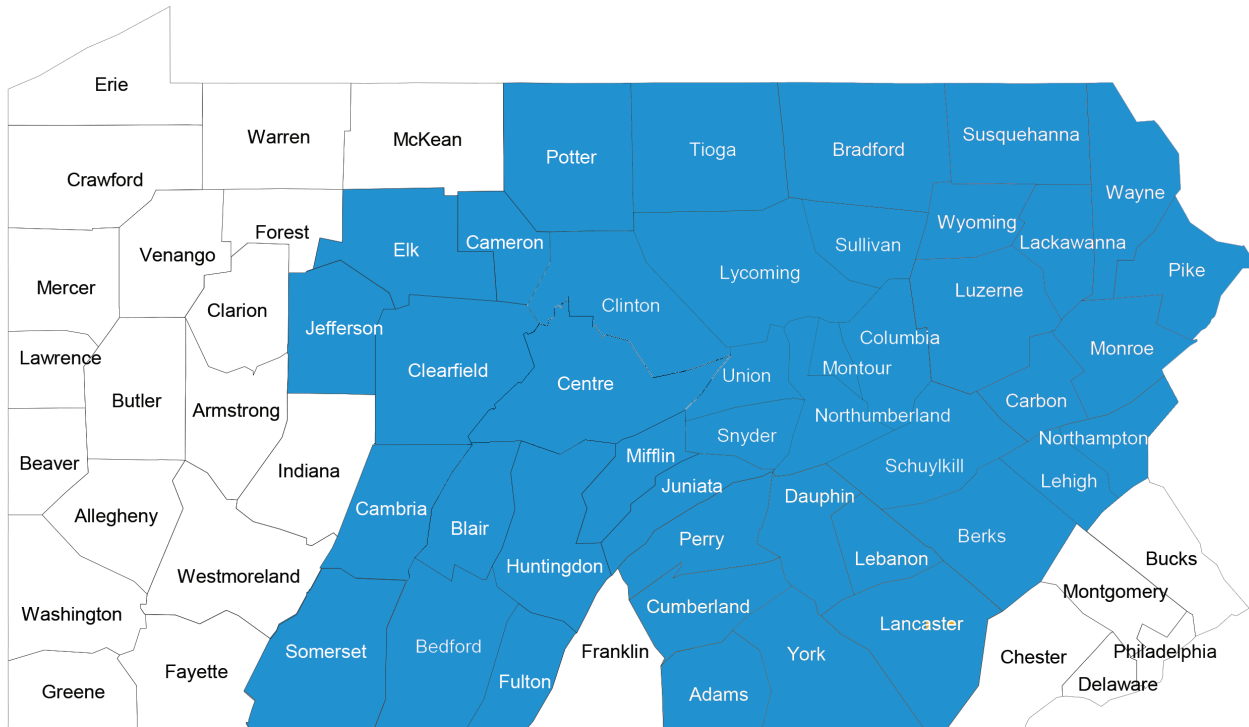 Erie
Warren
McKean
Susquehanna
Potter
Tioga
Bradford
Crawford
Wayne
Forest
Wyoming
Venango
Elk
Cameron
Sullivan
Lackawanna
Mercer
Lycoming
Pike
Clarion
Clinton
Luzerne
Jefferson
Columbia
Lawrence
Monroe
Clearfield
Centre
Union
Montour
Butler
Armstrong
Carbon
Northumberland
Snyder
Northampton
Beaver
Indiana
Mifflin
Schuylkill
Juniata
Lehigh
Dauphin
Allegheny
Cambria
Blair
Perry
Berks
Lebanon
Bucks
Westmoreland
Huntingdon
Montgomery
Washington
Cumberland
Lancaster
Somerset
Bedford
Franklin
York
Chester
Philadelphia
Fayette
Fulton
Delaware
Greene
Adams